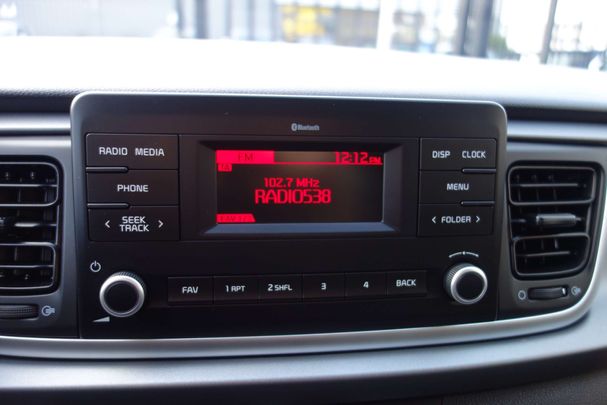 Bluetooth
RADIO MEDIA
FM 12:12 PM
DISP CLOCK
102.7 MHz
RADIO538
PHONE
MENU
SEEK
TRACK
FOLDER
FAV
1 RPT
2 SHFL
3
4
BACK